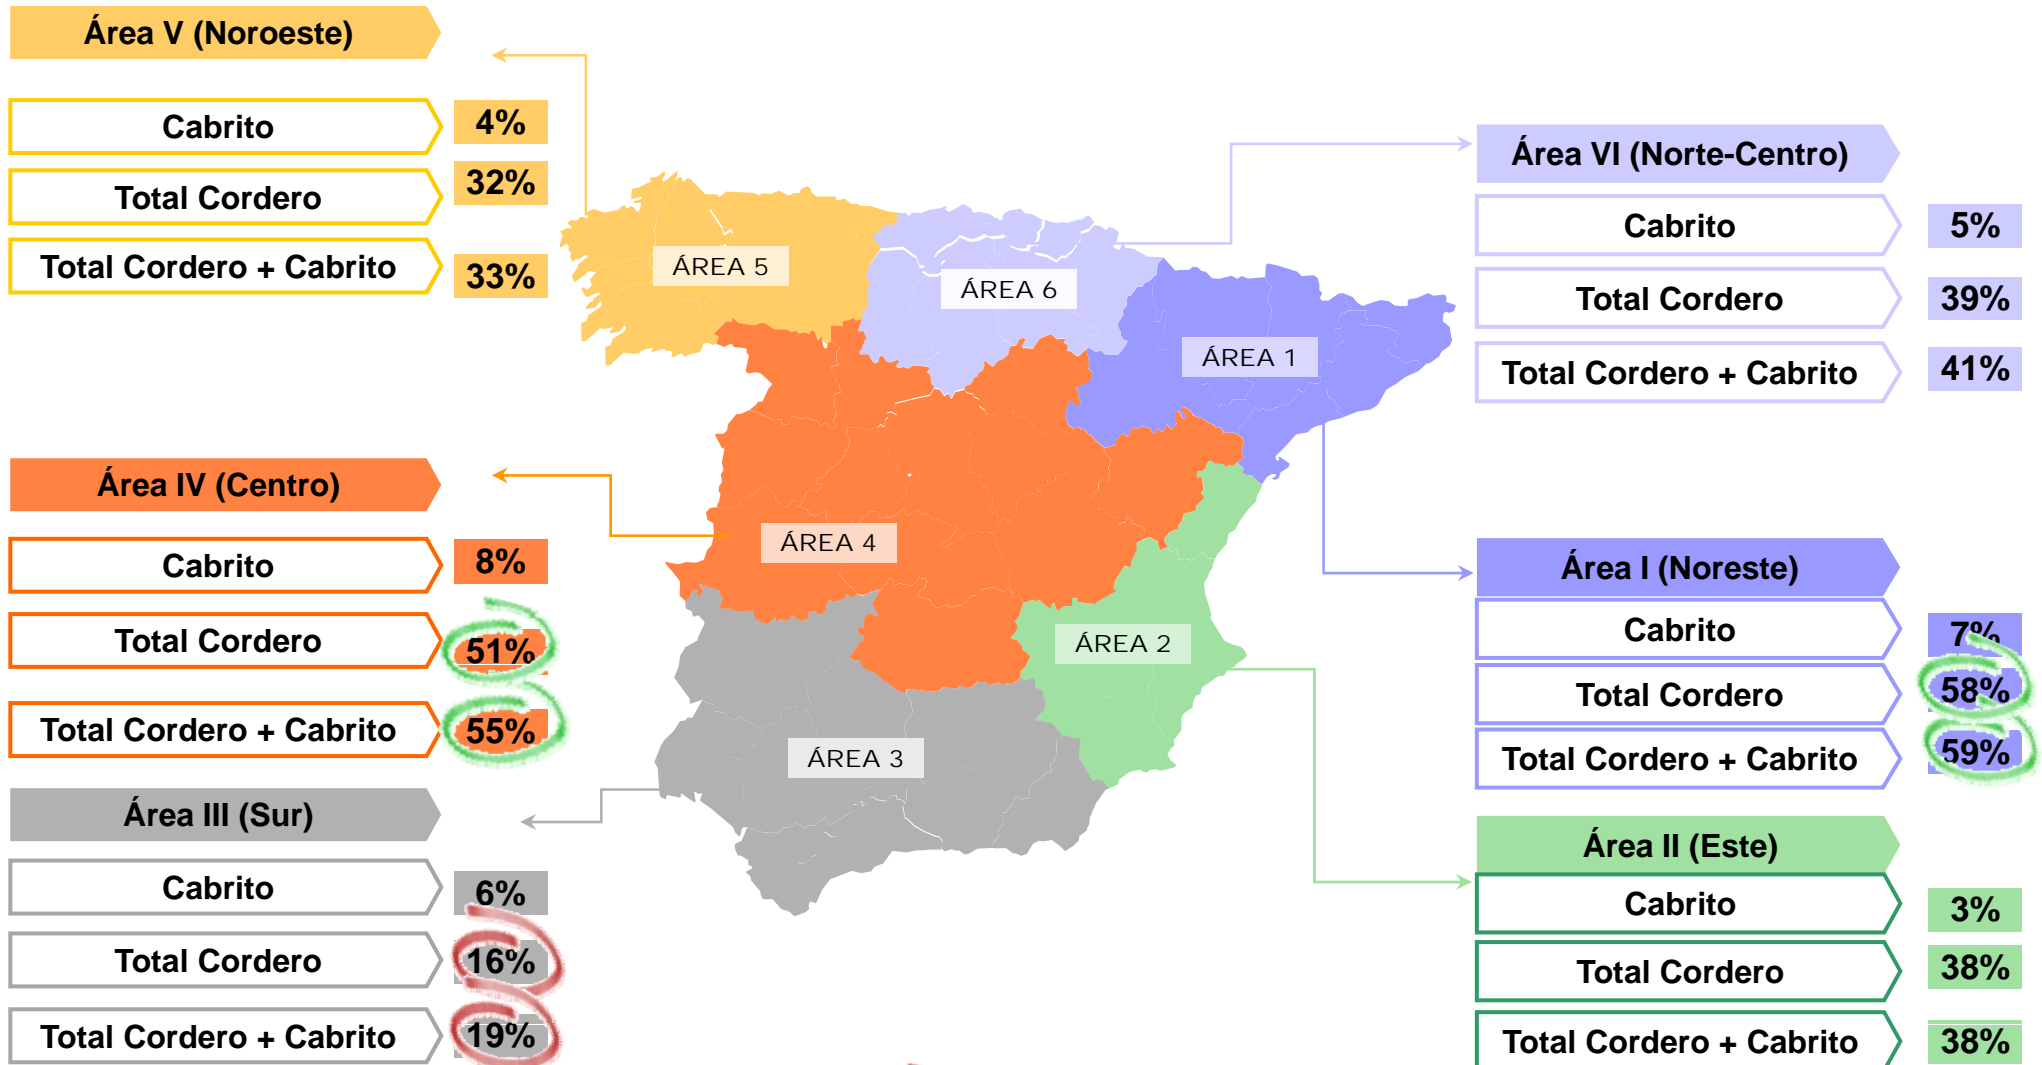 Área V (Noroeste)
Cabrito 4%
Total Cordero 32%
Total Cordero + Cabrito 33%
Área IV (Centro)
Cabrito 8%
Total Cordero 51%
Total Cordero + Cabrito 55%
Área III (Sur)
Cabrito 6%
Total Cordero 16%
Total Cordero + Cabrito 19%
ÁREA 5
ÁREA 6
ÁREA 1
ÁREA 4
ÁREA 2
ÁREA 3
Área VI (Norte-Centro)
Cabrito 5%
Total Cordero 39%
Total Cordero + Cabrito 41%
Área I (Noreste)
Cabrito 7%
Total Cordero 58%
Total Cordero + Cabrito 59%
Área II (Este)
Cabrito 3%
Total Cordero 38%
Total Cordero + Cabrito 38%